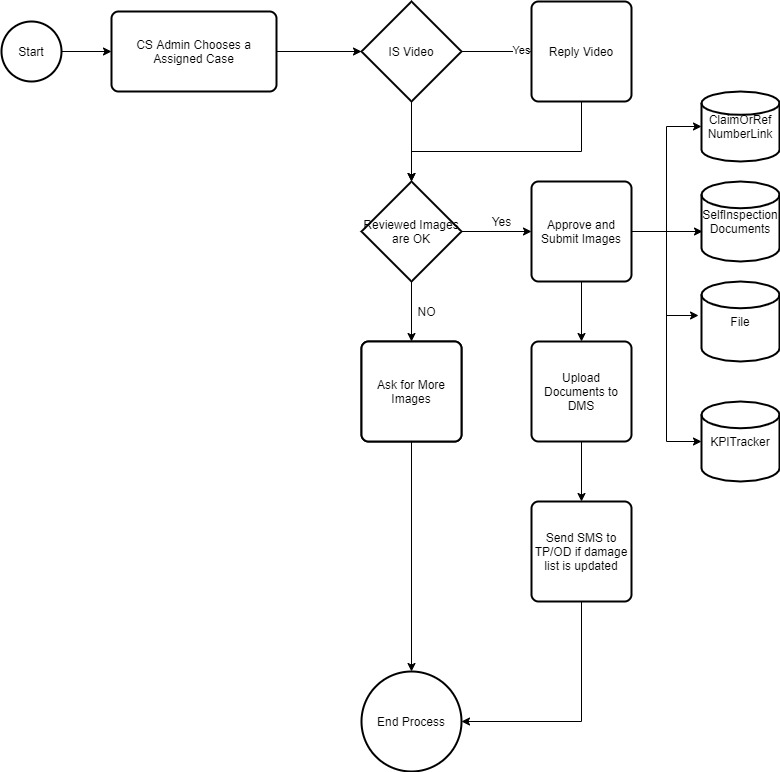 Start
CS Admin Chooses a
Assigned Case
IS Video
Yes
Reply Video
ClaimOrRef
NumberLink
Reviewed Images
are OK
Yes
Approve and
Submit Images
SelfInspection
Documents
File
NO
Ask for More
Images
Upload
Documents to
DMS
KPITracker
Send SMS to
TP/OD if damage
list is updated
End Process